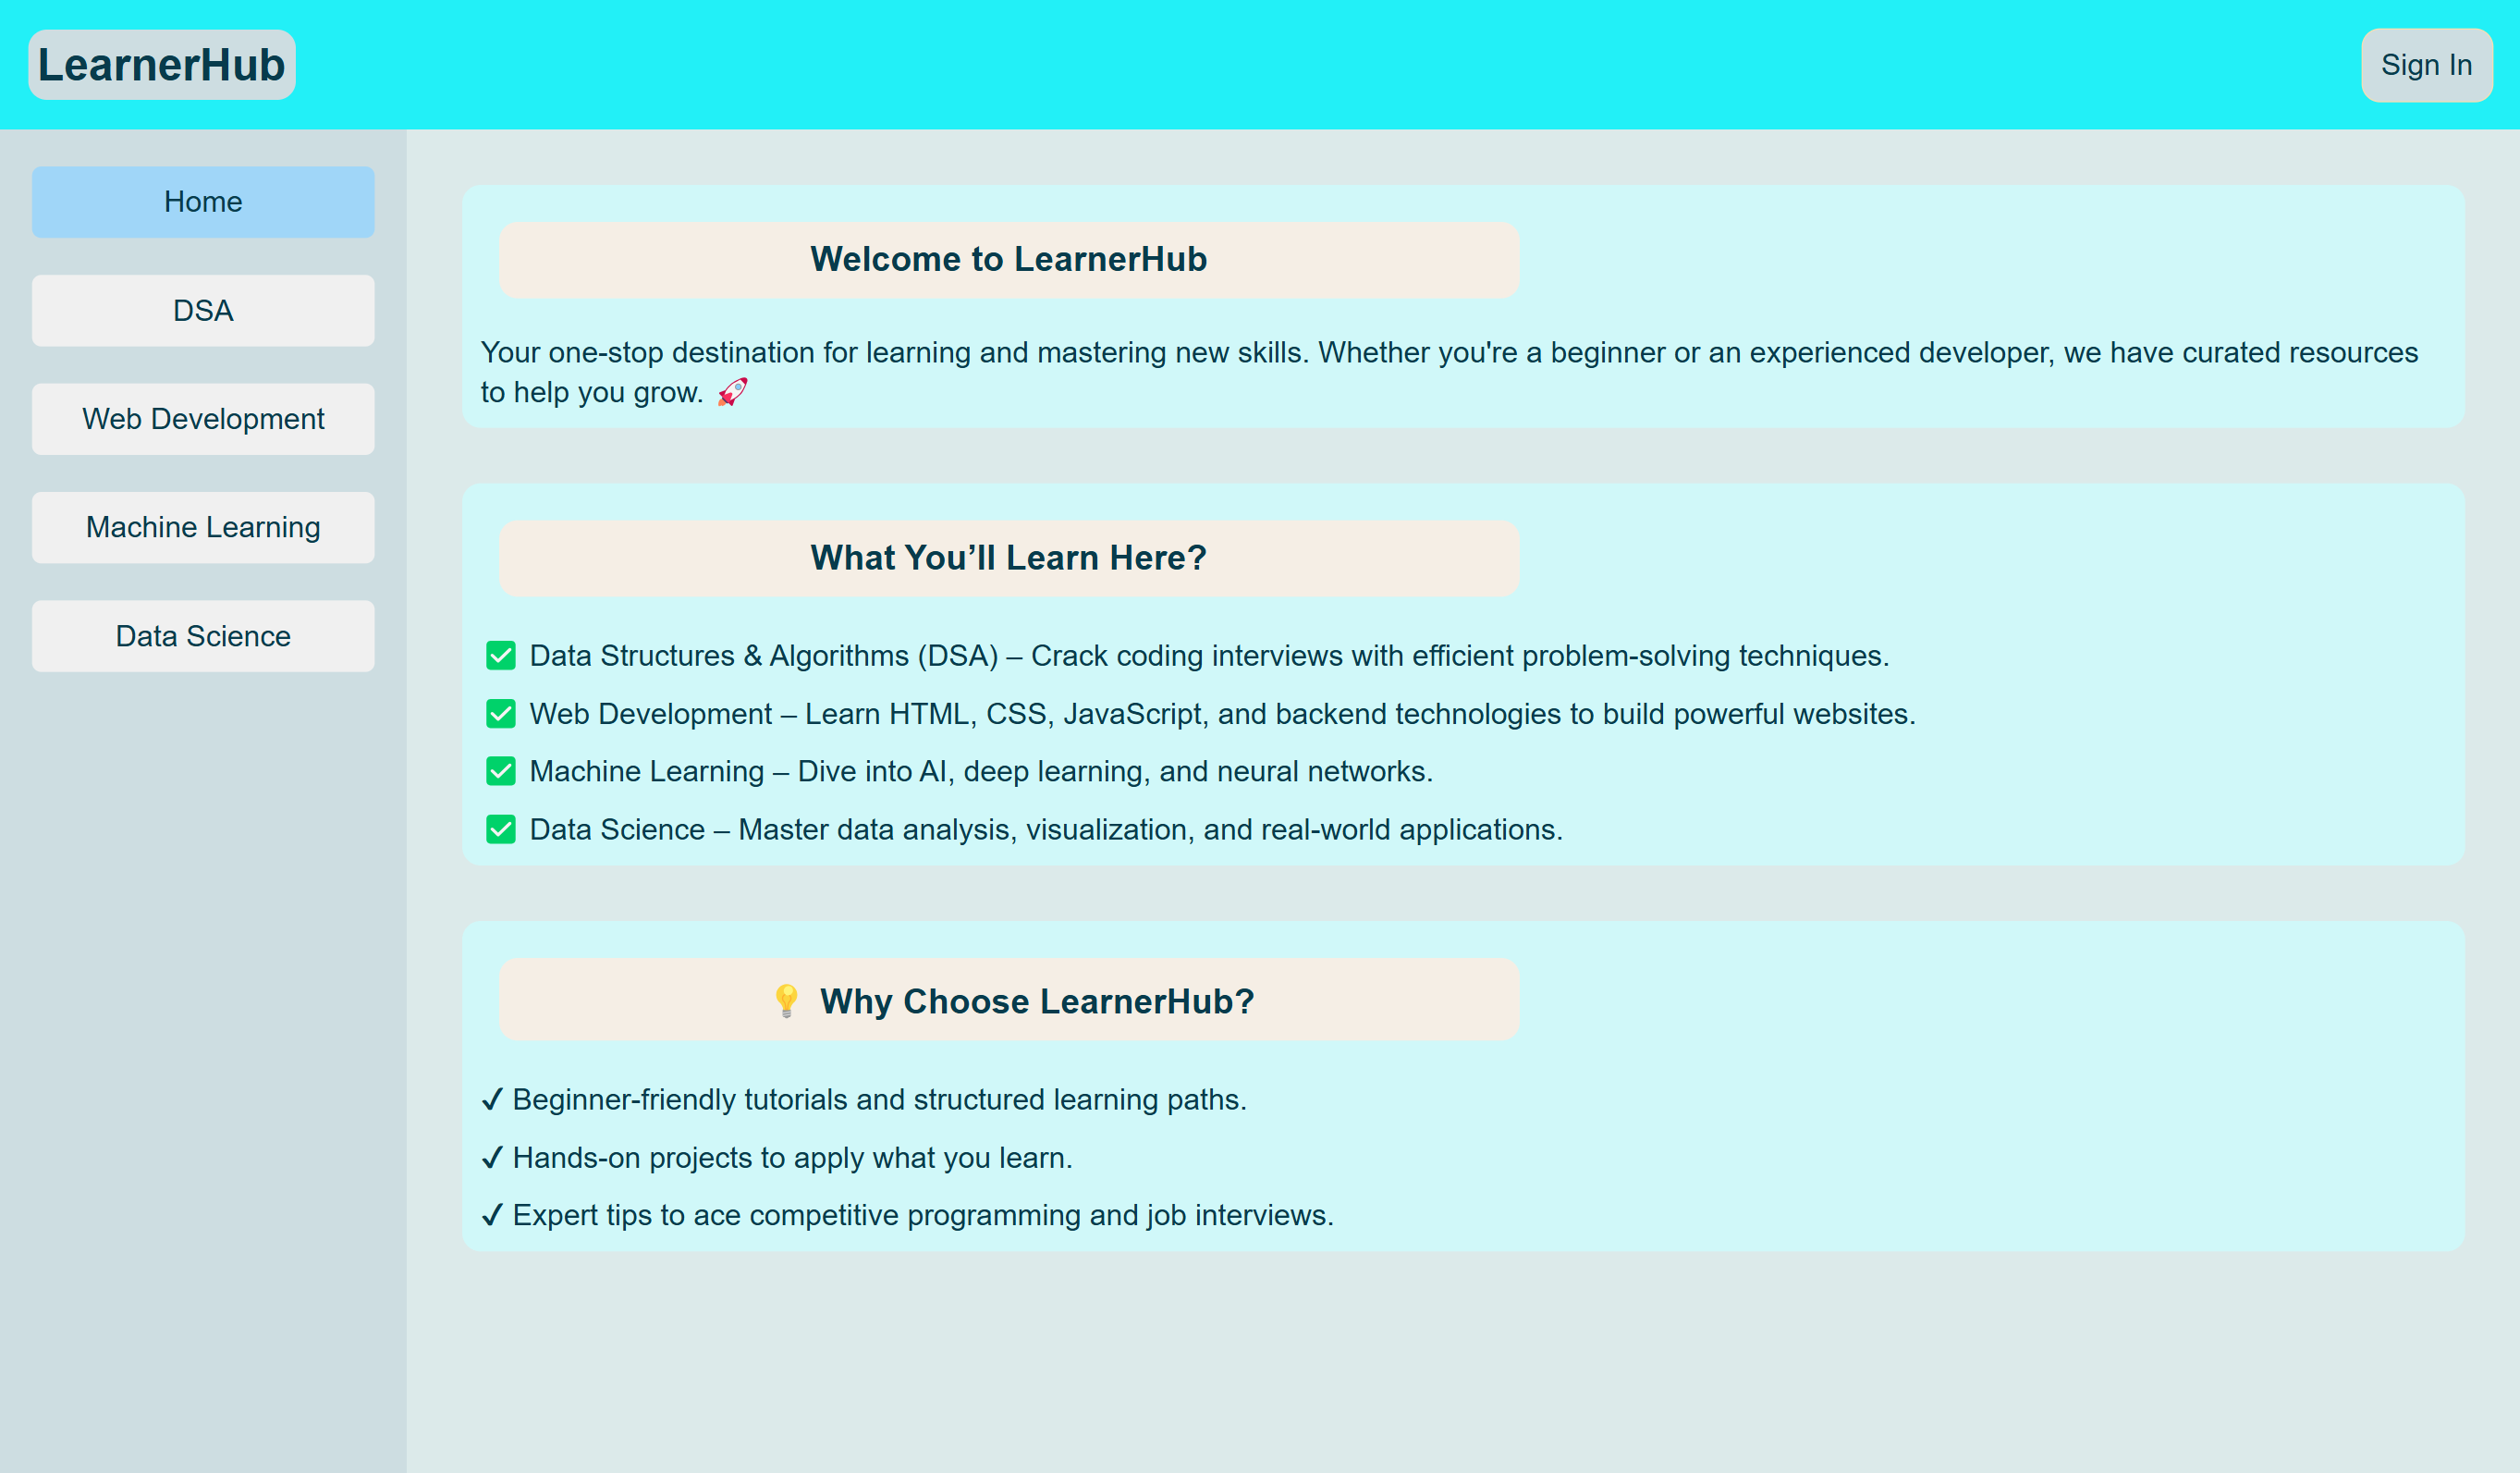 LearnerHub
Sign In
Home
DSA
Web Development
Machine Learning
Data Science
Welcome to LearnerHub
Your one-stop destination for learning and mastering new skills. Whether you're a beginner or an experienced developer, we have curated resources
to help you grow. 🚀
What You’ll Learn Here?
✅ Data Structures & Algorithms (DSA) – Crack coding interviews with efficient problem-solving techniques.
✅ Web Development – Learn HTML, CSS, JavaScript, and backend technologies to build powerful websites.
✅ Machine Learning – Dive into AI, deep learning, and neural networks.
✅ Data Science – Master data analysis, visualization, and real-world applications.
💡 Why Choose LearnerHub?
✔ Beginner-friendly tutorials and structured learning paths.
✔ Hands-on projects to apply what you learn.
✔ Expert tips to ace competitive programming and job interviews.